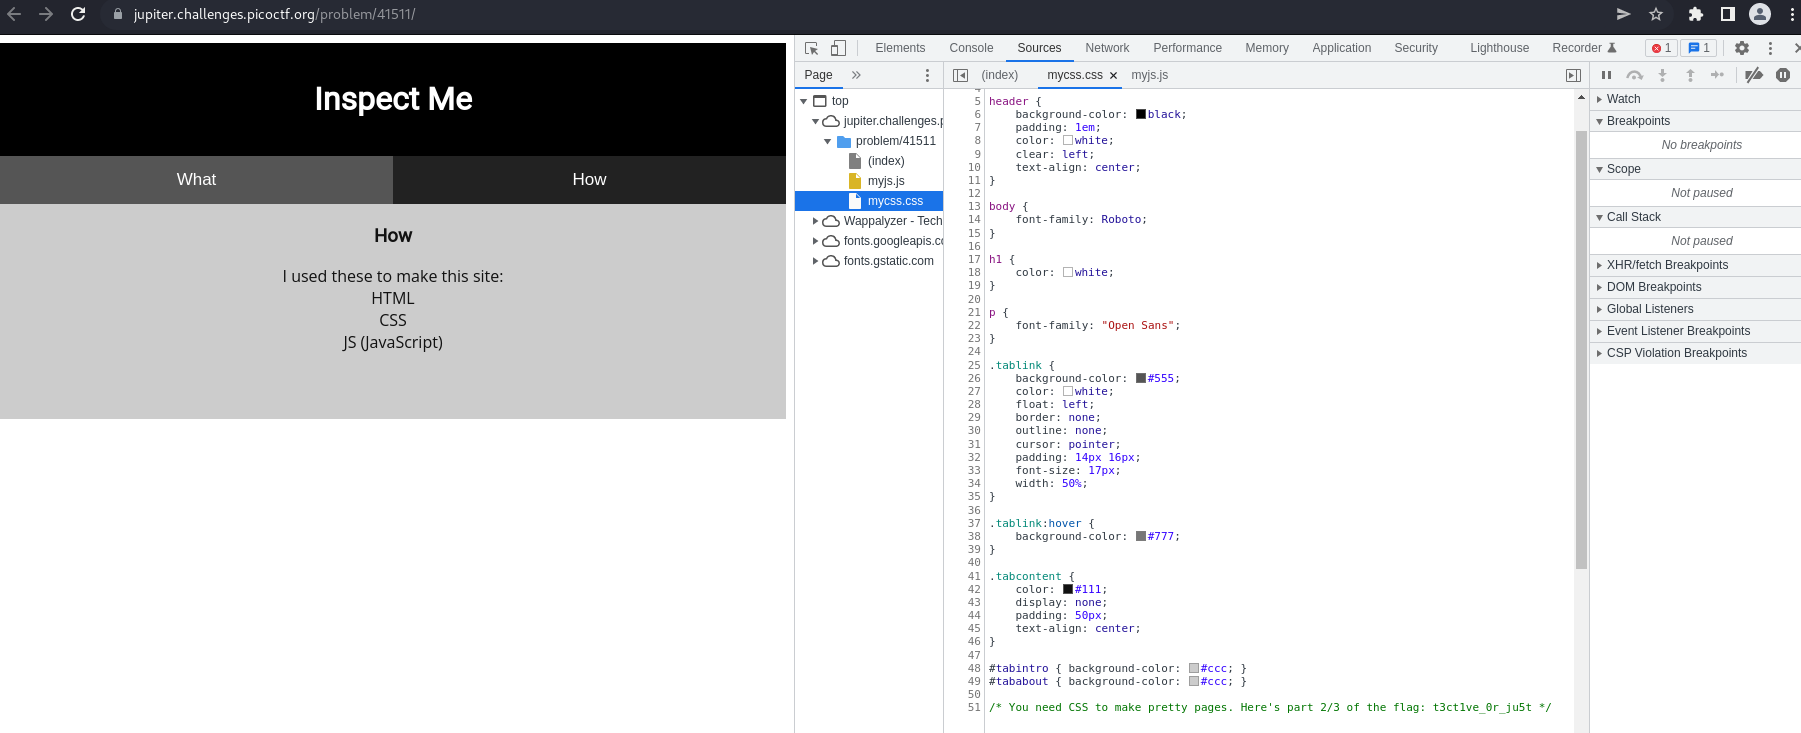 jupiter.challenges.picoctf.org/problem/41511/
Inspect Me
What
How
How
I used these to make this site:
HTML
CSS
JS (JavaScript)
Elements Console Sources Network Performance Memory Application Security Lighthouse Recorder 1 1
Page
top
jupiter.challenges.p
problem/41511
(index)
myjs.js
mycss.css
Wappalyzer - Tech
fonts.googleapis.co
fonts.gstatic.com
(index) mycss.css myjs.js
4
5 header {
6 background-color: black;
7 padding: 1em;
8 color: white;
9 clear: left;
10 text-align: center;
11 }
12
13 body {
14 font-family: Roboto;
15 }
16
17 h1 {
18 color: white;
19 }
20
21 p {
22 font-family: "Open Sans";
23 }
24
25 .tablink {
26 background-color: #555;
27 color: white;
28 float: left;
29 border: none;
30 outline: none;
31 cursor: pointer;
32 padding: 14px 16px;
33 font-size: 17px;
34 width: 50%;
35 }
36
37 .tablink:hover {
38 background-color: #777;
39 }
40
41 .tabcontent {
42 color: #111;
43 display: none;
44 padding: 50px;
45 text-align: center;
46 }
47
48 #tabintro { background-color: #ccc; }
49 #tababout { background-color: #ccc; }
50
51 /* You need CSS to make pretty pages. Here's part 2/3 of the flag: t3ct1ve_0r_ju5t */
Watch
Breakpoints
No breakpoints
Scope
Not paused
Call Stack
Not paused
XHR/fetch Breakpoints
DOM Breakpoints
Global Listeners
Event Listener Breakpoints
CSP Violation Breakpoints